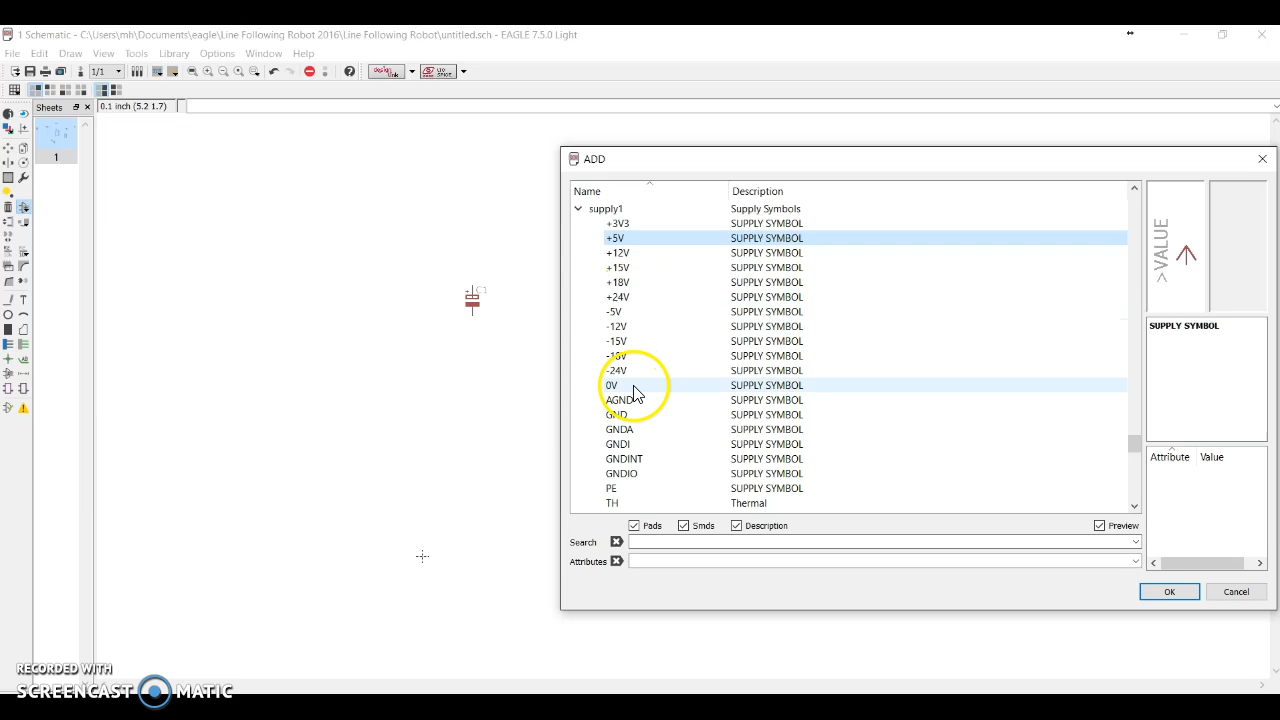 1 Schematic - C:\Users\mh\Documents\eagle\Line Following Robot 2016\Line Following Robot\untitled.sch - EAGLE 7.5.0 Light
File Edit Draw View Tools Library Options Window Help
1/1
design link
Sheets
0.1 inch (5.2 1.7)
1
+ C1
ADD
Name Description
supply1 Supply Symbols
+3V3 SUPPLY SYMBOL
+5V SUPPLY SYMBOL
+12V SUPPLY SYMBOL
+15V SUPPLY SYMBOL
+18V SUPPLY SYMBOL
+24V SUPPLY SYMBOL
-5V SUPPLY SYMBOL
-12V SUPPLY SYMBOL
-15V SUPPLY SYMBOL
-18V SUPPLY SYMBOL
-24V SUPPLY SYMBOL
0V SUPPLY SYMBOL
AGND SUPPLY SYMBOL
GND SUPPLY SYMBOL
GNDA SUPPLY SYMBOL
GNDI SUPPLY SYMBOL
GNDINT SUPPLY SYMBOL
GNDIO SUPPLY SYMBOL
PE SUPPLY SYMBOL
TH Thermal
>VALUE
SUPPLY SYMBOL
Attribute Value
Pads Smds Description Preview
Search
Attributes
OK Cancel
RECORDED WITH
SCREENCAST MATIC